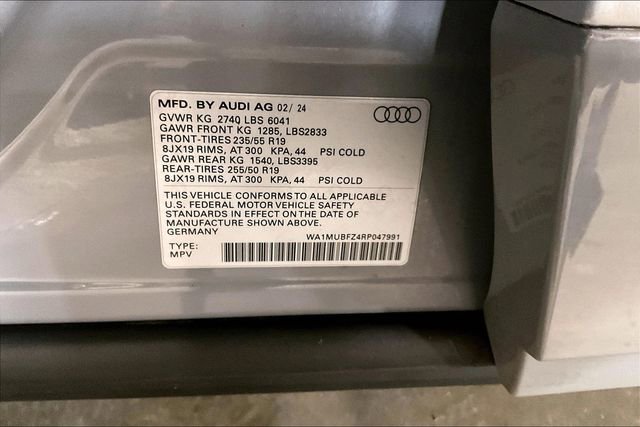 MFD. BY AUDI AG 02/ 24
GVWR KG 2740 LBS 6041
GAWR FRONT KG 1285, LBS2833
FRONT-TIRES 235/55 R19
8JX19 RIMS, AT 300 KPA, 44 PSI COLD
GAWR REAR KG 1540, LBS3395
REAR-TIRES 255/50 R19
8JX19 RIMS, AT 300 KPA, 44 PSI COLD
THIS VEHICLE CONFORMS TO ALL APPLICABLE
U.S. FEDERAL MOTOR VEHICLE SAFETY
STANDARDS IN EFFECT ON THE DATE OF
MANUFACTURE SHOWN ABOVE.
GERMANY
WA1MUBFZ4RP047991
TYPE:
MPV